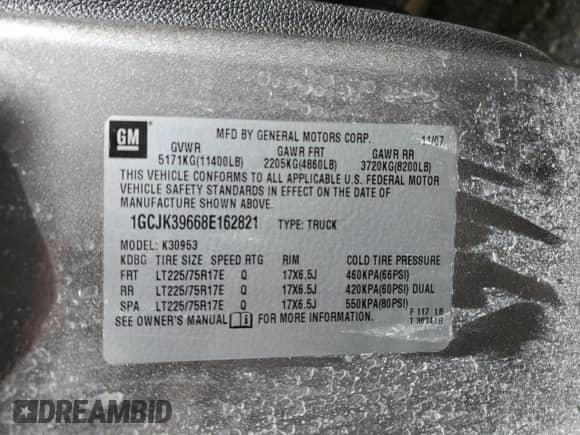 GM
MFD BY GENERAL MOTORS CORP. 11/07
GVWR GAWR FRT GAWR RR
5171KG(11400LB) 2205KG(4860LB) 3720KG(8200LB)
THIS VEHICLE CONFORMS TO ALL APPLICABLE U.S. FEDERAL MOTOR
VEHICLE SAFETY STANDARDS IN EFFECT ON THE DATE OF
MANUFACTURE SHOWN ABOVE.
1GCJK39668E162821 TYPE: TRUCK
MODEL: K30953
KDBG TIRE SIZE SPEED RTG RIM COLD TIRE PRESSURE
FRT LT225/75R17E Q 17X6.5J 460KPA(66PSI)
RR LT225/75R17E Q 17X6.5J 420KPA(60PSI) DUAL
SPA LT225/75R17E Q 17X6.5J 550KPA(80PSI)
SEE OWNER'S MANUAL i FOR MORE INFORMATION.
F 117 LB
DREAMBID